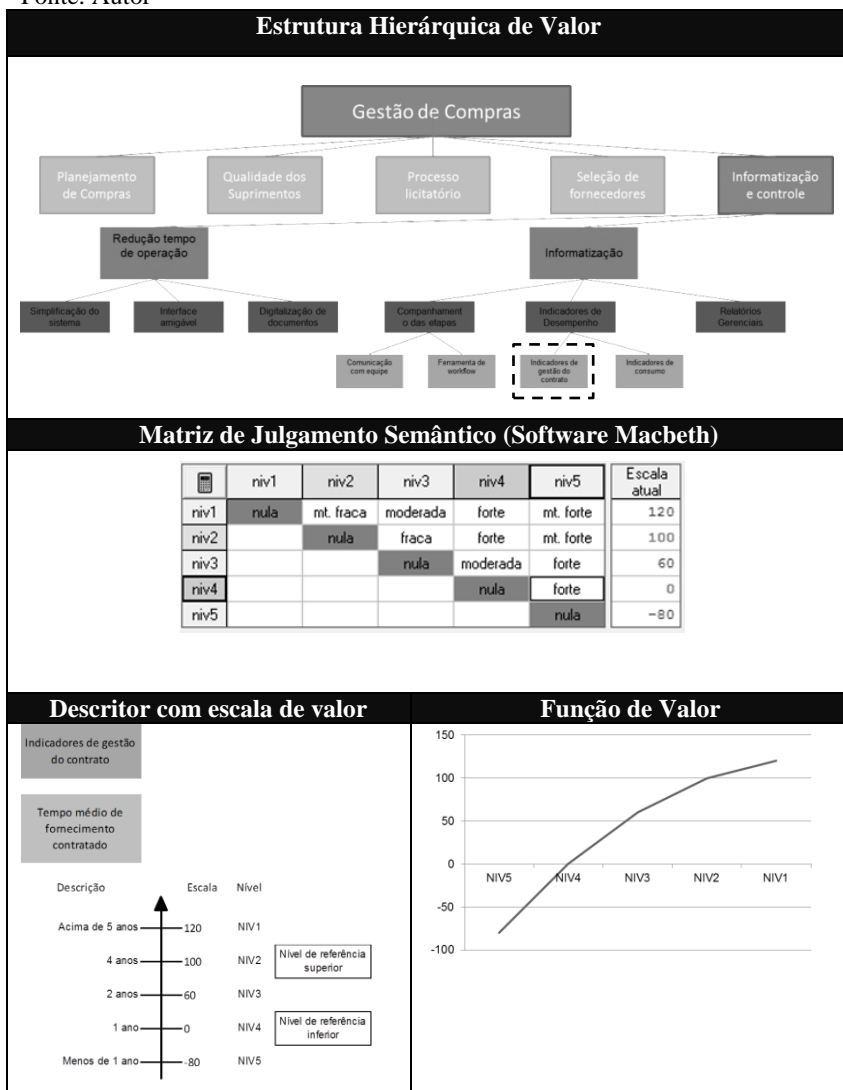 Fonte: Autor
Estrutura Hierárquica de Valor
Gestão de Compras
Planejamento
de Compras
Qualidade dos
Suprimentos
Processo
licitatório
Seleção de
fornecedores
Informatização
e controle
Redução tempo
de operação
Informatização
Simplificação do
sistema
Interface
amigável
Digitalização de
documentos
Companhament
o das etapas
Indicadores de
Desempenho
Relatórios
Gerenciais
Comunicação
com equipe
Ferramenta de
workflow
Indicadores de
gestão do
contrato
Indicadores de
consumo
Matriz de Julgamento Semântico (Software Macbeth)
niv1 niv2 niv3 niv4 niv5 Escala
atual
niv1 nula mt. fraca moderada forte mt. forte 120
niv2 nula fraca forte mt. forte 100
niv3 nula moderada forte 60
niv4 nula forte 0
niv5 nula -80
Descritor com escala de valor
Indicadores de gestão
do contrato
Tempo médio de
fornecimento
contratado
Descrição Escala Nível
Acima de 5 anos 120 NIV1
4 anos 100 NIV2 Nível de referência
superior
2 anos 60 NIV3
1 ano 0 NIV4 Nível de referência
inferior
Menos de 1 ano -80 NIV5
Função de Valor
150
100
50
0
-50
-100
NIV5 NIV4 NIV3 NIV2 NIV1